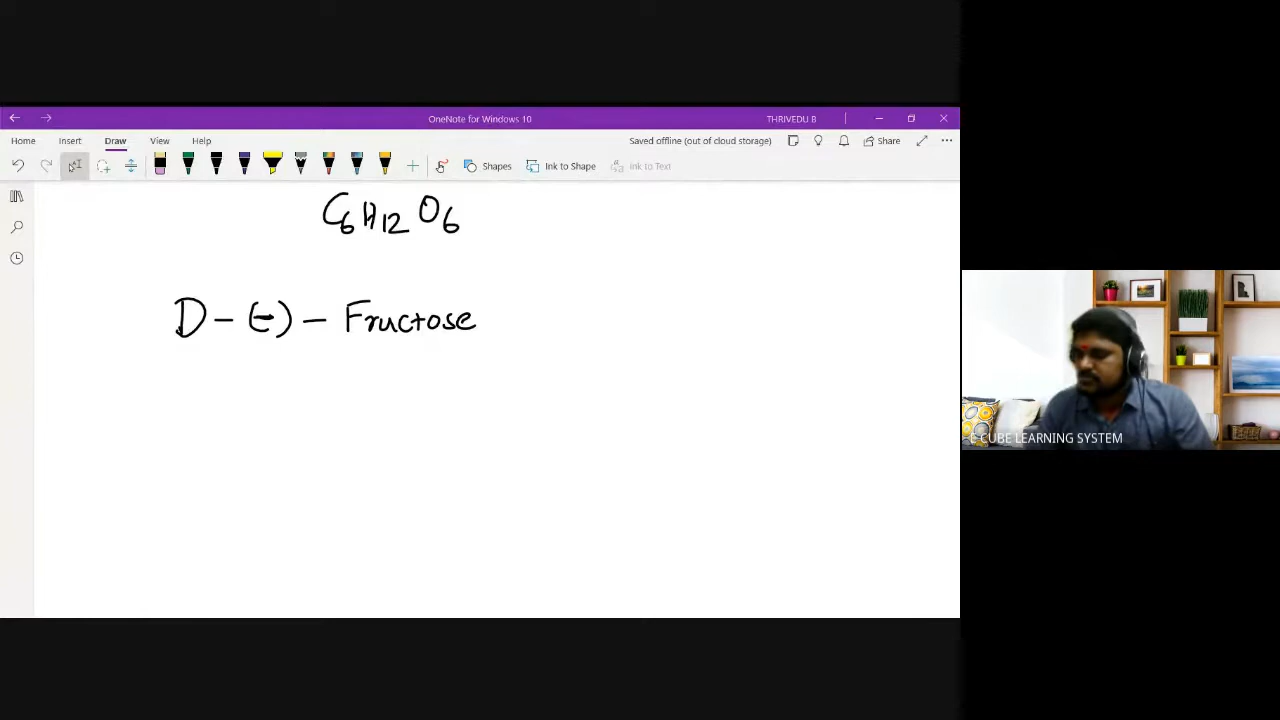 OneNote for Windows 10
THRIVEDU B
Home Insert Draw View Help
Saved offline (out of cloud storage)
Share
Shapes
Ink to Shape
Ink to Text
C6H12O6
D-(-)- Fructose
E CUBE LEARNING SYSTEM